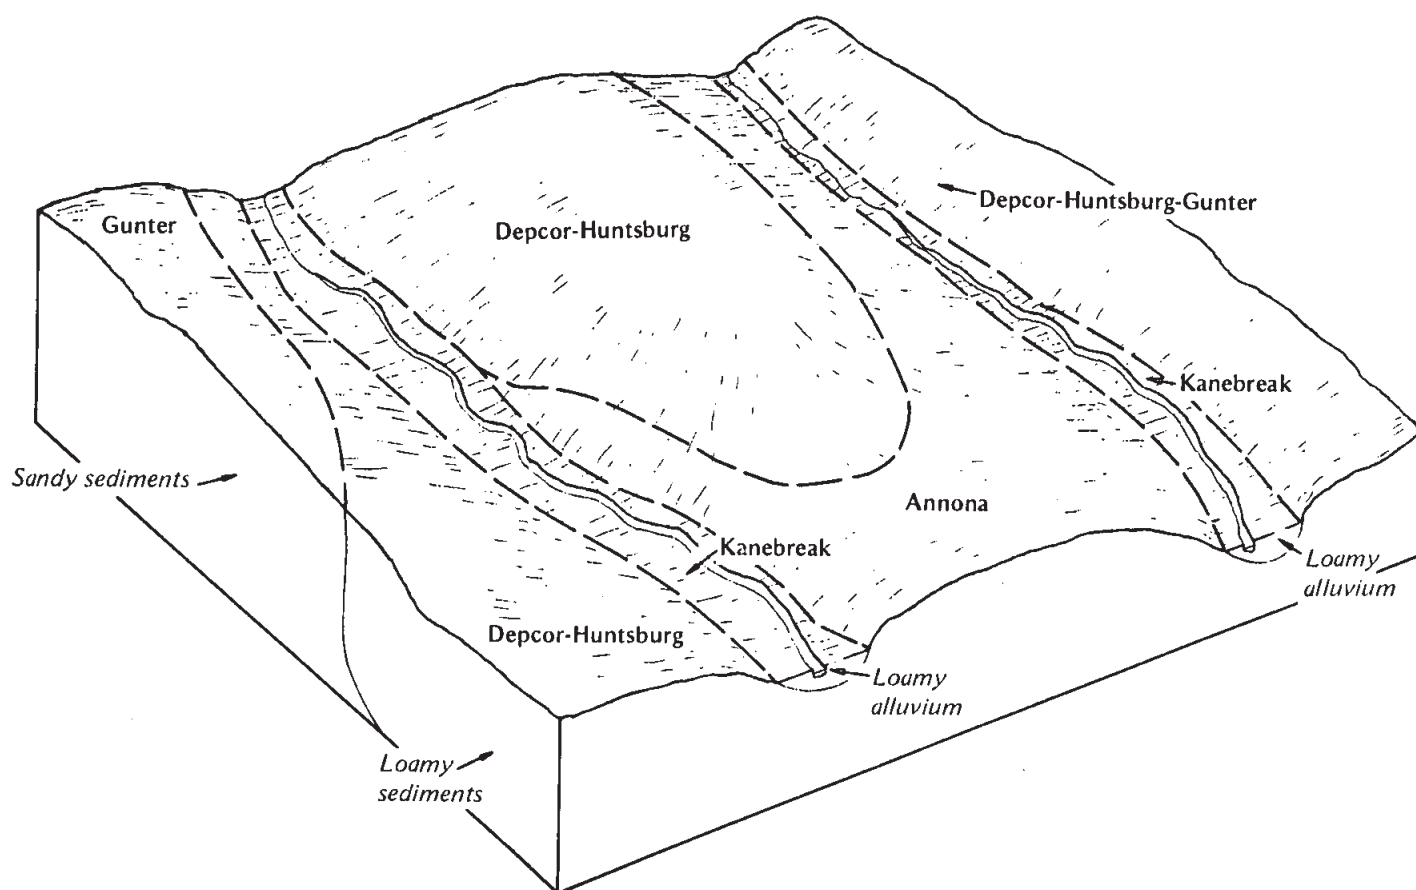 Gunter
Depcor-Huntsburg
Depcor-Huntsburg-Gunter
Kanebreak
Sandy sediments
Annona
Kanebreak
Loamy
alluvium
Depcor-Huntsburg
Loamy
alluvium
Loamy
sediments